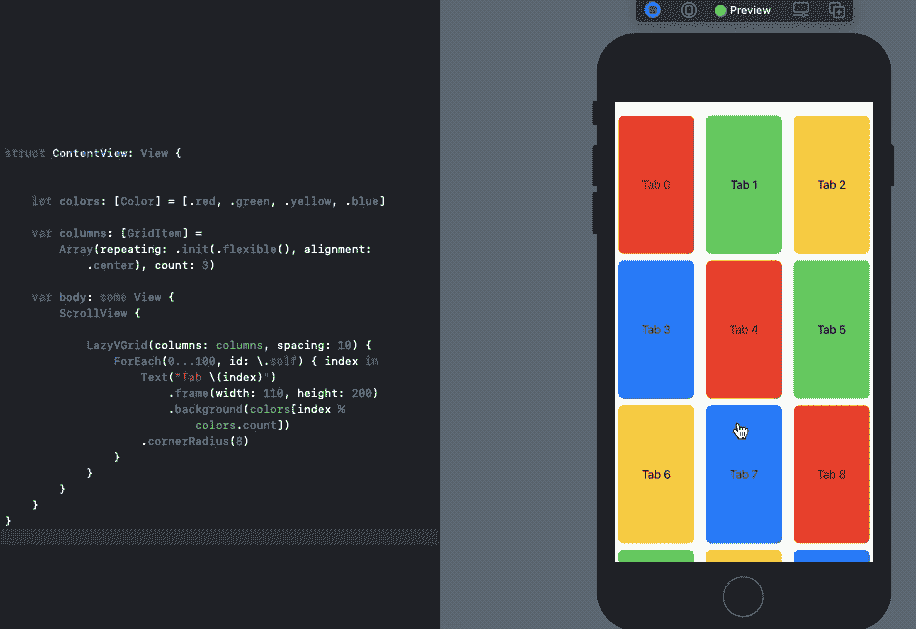 Preview
struct ContentView: View {
let colors: [Color] = [.red, .green, .yellow, .blue]
var columns: [GridItem] =
Array(repeating: .init(.flexible(), alignment:
.center), count: 3)
var body: some View {
ScrollView {
LazyVGrid(columns: columns, spacing: 10) {
ForEach(0...100, id: \.self) { index in
Text("Tab \(index)")
.frame(width: 110, height: 200)
.background(colors[index %
colors.count])
.cornerRadius(8)
}
}
}
}
}
Tab 0
Tab 1
Tab 2
Tab 3
Tab 4
Tab 5
Tab 6
Tab 7
Tab 8